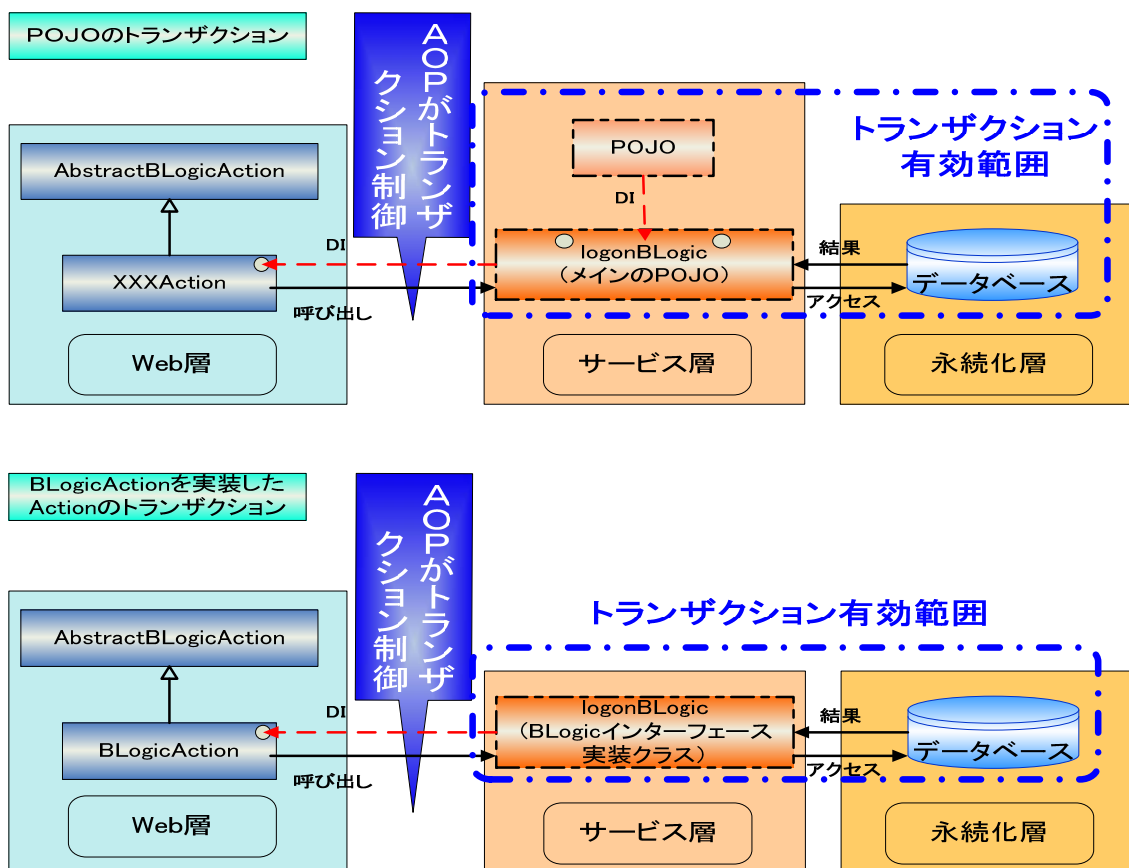 POJOのトランザクション
AOPがトランザ
クション制御
トランザクション
有効範囲
AbstractBLogicAction
POJO
DI
DI
logonBLogic
(メインのPOJO)
結果
XXXAction
データベース
呼び出し
アクセス
Web層
サービス層
永続化層
BLogicActionを実装した
Actionのトランザクション
AOPがトランザ
クション制御
トランザクション有効範囲
AbstractBLogicAction
DI
logonBLogic
(BLogicインターフェース
実装クラス)
結果
BLogicAction
データベース
呼び出し
アクセス
Web層
サービス層
永続化層